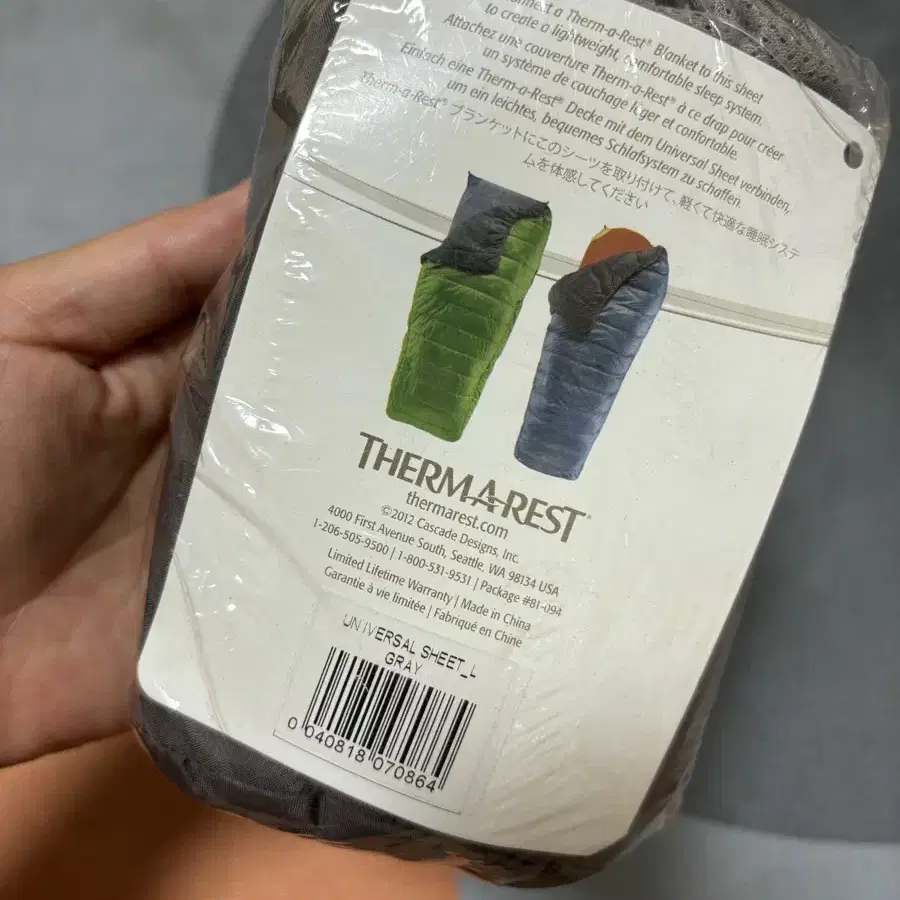 a Therm-a-Rest® Blanket to this sheet
to create a lightweight, comfortable sleep system.
Attachez une couverture Therm-a-Rest® à ce drap pour créer
un système de couchage léger et confortable.
Einfach eine Therm-a-Rest® Decke mit dem Universal Sheet verbinden,
um ein leichtes, bequemes Schlafsystem zu schaffen.
Therm-a-Rest® ブランケットにこのシーツを取り付けて、軽くて快適な睡眠システ
ムを体感してください
THERM-A-REST®
thermarest.com
©2012 Cascade Designs, Inc.
4000 First Avenue South, Seattle, WA 98134 USA
1-206-505-9500 | 1-800-531-9531 | Package #81-094
Limited Lifetime Warranty | Made in China
Garantie à vie limitée | Fabriqué en Chine
UNIVERSAL SHEET_L
GRAY
0 040818 070864